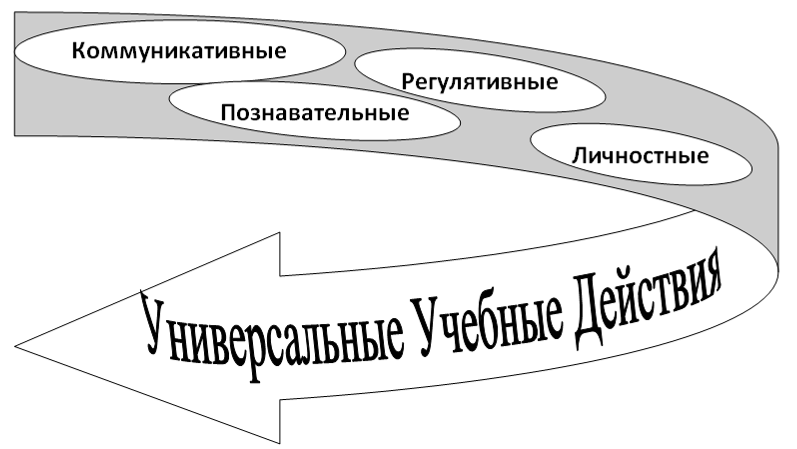 Коммуникативные
Регулятивные
Познавательные
Личностные
Универсальные Учебные Действия